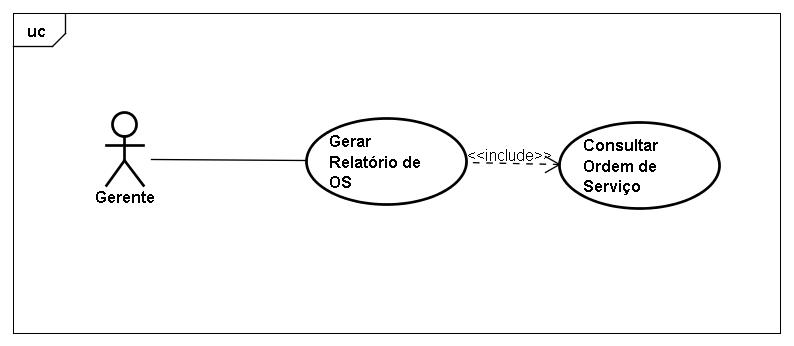 uc
Gerar
Relatório de
OS
<<include>>
Consultar
Ordem de
Serviço
Gerente